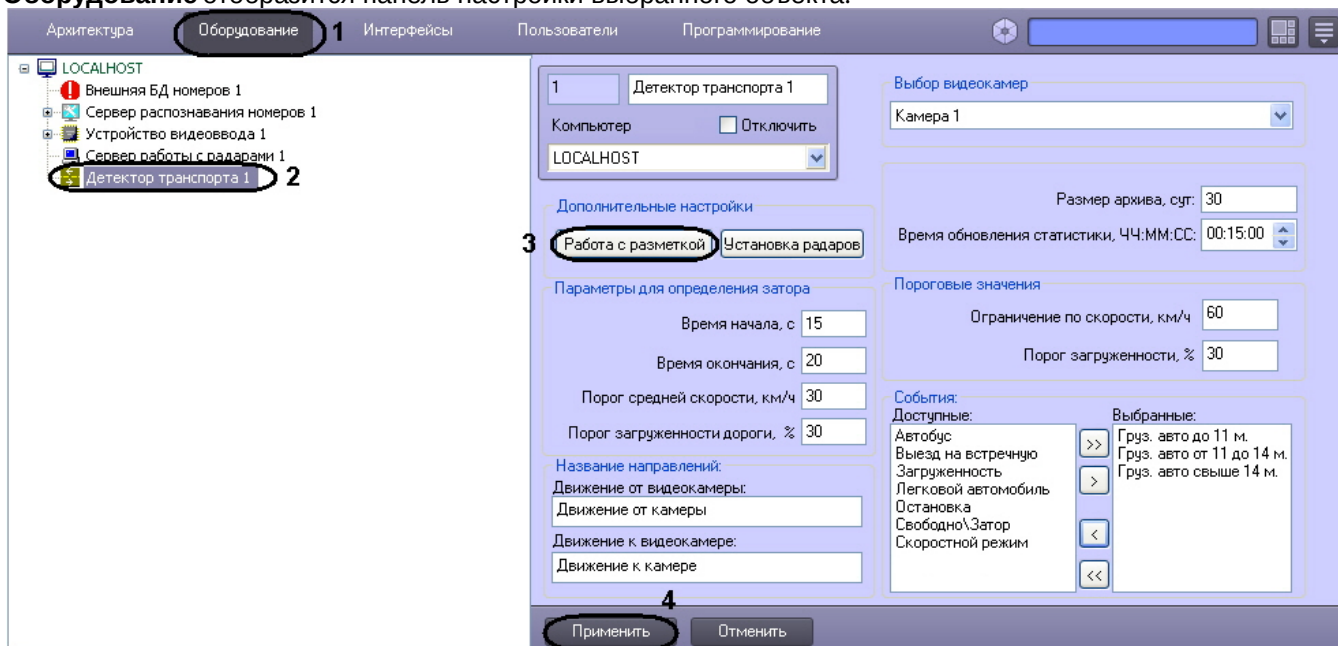 Оборудование отобразится панель настройки выбранного объекта.
Архитектура Оборудование 1 Интерфейсы Пользователи Программирование
LOCALHOST
Внешняя БД номеров 1
Сервер распознавания номеров 1
Устройство видеоввода 1
Сервер работы с радарами 1
Детектор транспорта 1 2
1 Детектор транспорта 1
Компьютер Отключить
LOCALHOST
Дополнительные настройки
3 Работа с разметкой Установка радаров
Параметры для определения затора
Время начала, с 15
Время окончания, с 20
Порог средней скорости, км/ч 30
Порог загруженности дороги, % 30
Название направлений:
Движение от видеокамеры:
Движение от камеры
Движение к видеокамере:
Движение к камере
Выбор видеокамер
Камера 1
Размер архива, сут: 30
Время обновления статистики, ЧЧ:ММ:СС: 00:15:00
Пороговые значения
Ограничение по скорости, км/ч 60
Порог загруженности, % 30
События:
Доступные:
Автобус
Выезд на встречную
Загруженность
Легковой автомобиль
Остановка
Свободно\Затор
Скоростной режим
>>
>
<
<<
Выбранные:
Груз. авто до 11 м.
Груз. авто от 11 до 14 м.
Груз. авто свыше 14 м.
4
Применить Отменить